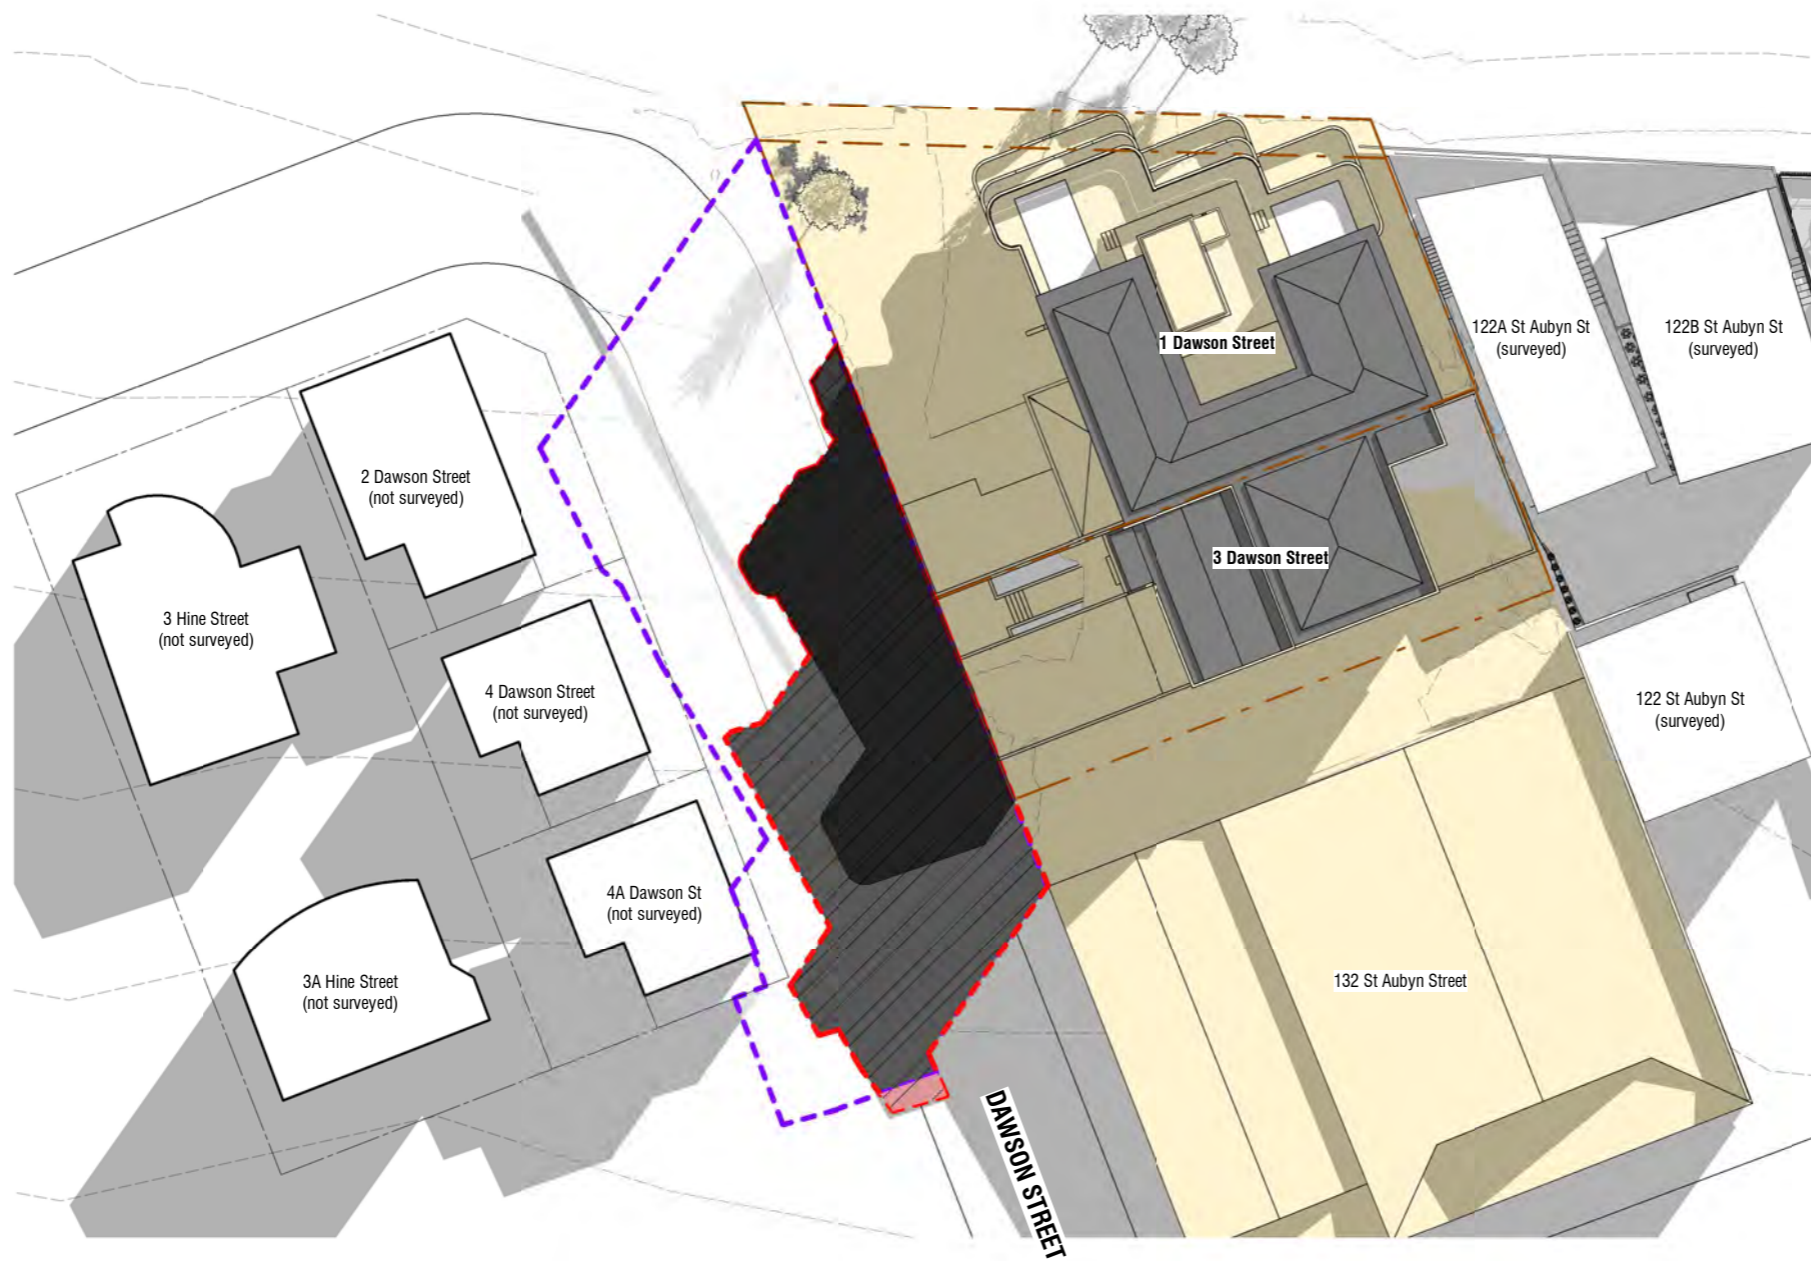 1 Dawson Street
122A St Aubyn St
(surveyed)
122B St Aubyn St
(surveyed)
2 Dawson Street
(not surveyed)
3 Dawson Street
3 Hine Street
(not surveyed)
4 Dawson Street
(not surveyed)
122 St Aubyn St
(surveyed)
4A Dawson St
(not surveyed)
3A Hine Street
(not surveyed)
132 St Aubyn Street
DAWSON STREET